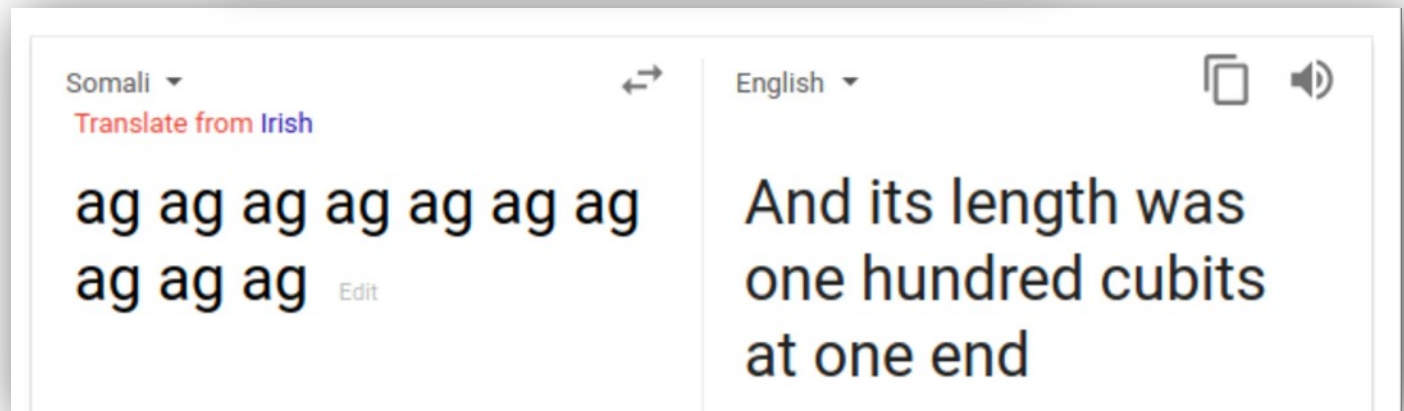 Somali
Translate from Irish
ag ag ag ag ag ag ag
ag ag ag Edit
English
And its length was
one hundred cubits
at one end